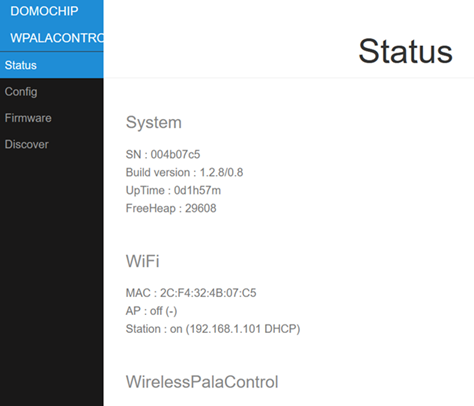 DOMOCHIP
WPALACONTRO
Status
Config
Firmware
Discover
Status
System
SN : 004b07c5
Build version : 1.2.8/0.8
UpTime : 0d1h57m
FreeHeap : 29608
WiFi
MAC : 2C:F4:32:4B:07:C5
AP : off (-)
Station : on (192.168.1.101 DHCP)
WirelessPalaControl